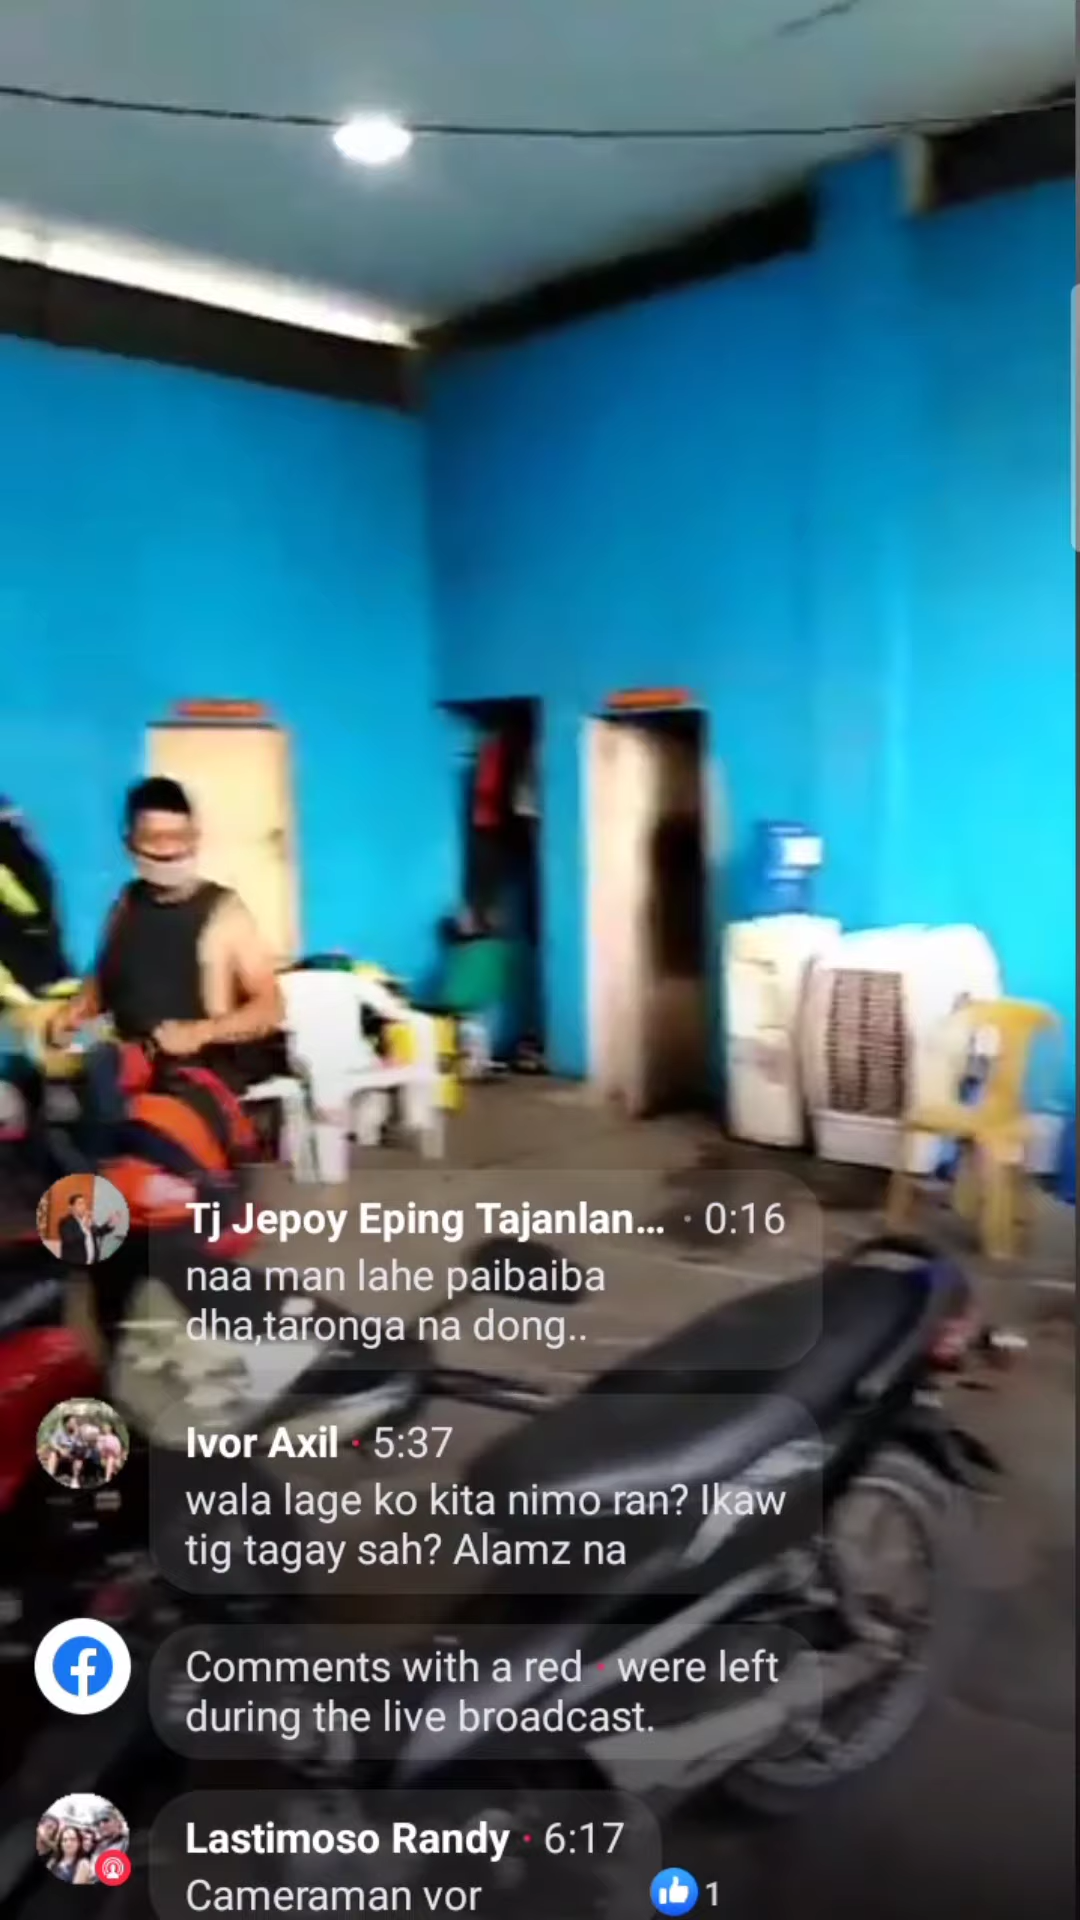 Tj Jepoy Eping Tajanlan... · 0:16
naa man lahe paibaiba
dha,taronga na dong..
Ivor Axil · 5:37
wala lage ko kita nimo ran? Ikaw
tig tagay sah? Alamz na
Comments with a red · were left
during the live broadcast.
Lastimoso Randy · 6:17
Cameraman vor
1